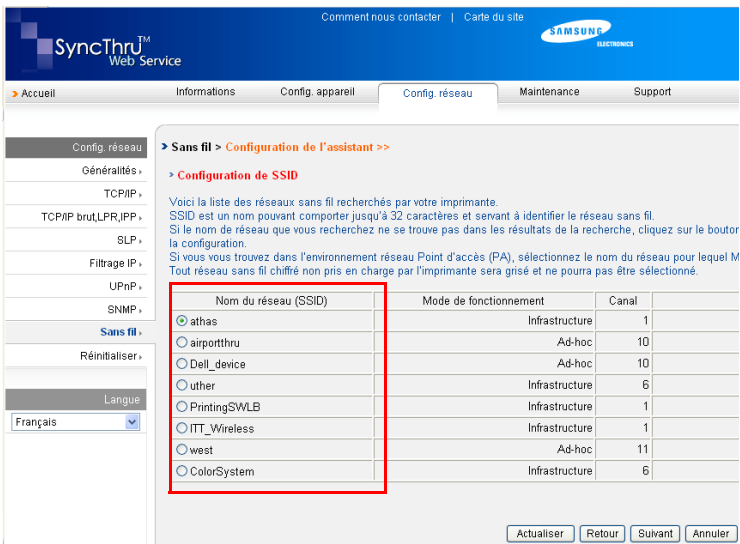 Comment nous contacter | Carte du site
SAMSUNG
ELECTRONICS
SyncThru™
Web Service
Accueil
Informations
Config. appareil
Config. réseau
Maintenance
Support
Config. réseau
Généralités
TCP/IP
TCP/IP brut,LPR,IPP
SLP
Filtrage IP
UPnP
SNMP
Sans fil
Réinitialiser
Langue
Français
Sans fil > Configuration de l'assistant >>
Configuration de SSID
Voici la liste des réseaux sans fil recherchés par votre imprimante.
SSID est un nom pouvant comporter jusqu'à 32 caractères et servant à identifier le réseau sans fil.
Si le nom de réseau que vous recherchez ne se trouve pas dans les résultats de la recherche, cliquez sur le bouton
la configuration.
Si vous vous trouvez dans l'environnement réseau Point d'accès (PA), sélectionnez le nom du réseau pour lequel M
Tout réseau sans fil chiffré non pris en charge par l'imprimante sera grisé et ne pourra pas être sélectionné.
Nom du réseau (SSID) Mode de fonctionnement Canal
athas Infrastructure 1
airportthru Ad-hoc 10
Dell_device Ad-hoc 10
uther Infrastructure 6
PrintingSWLB Infrastructure 1
ITT_Wireless Infrastructure 1
west Ad-hoc 11
ColorSystem Infrastructure 6
Actualiser Retour Suivant Annuler